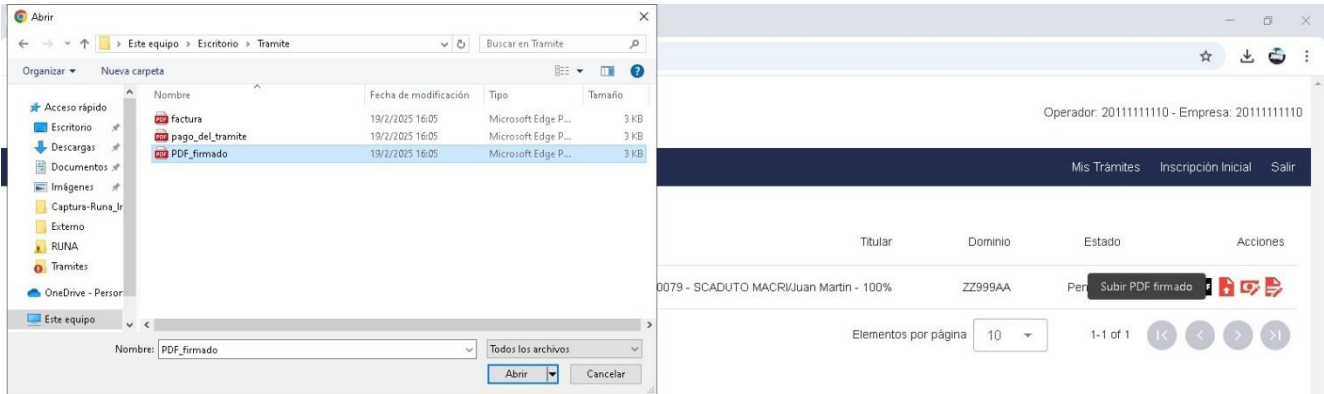 Abrir
Este equipo > Escritorio > Tramite
Buscar en Tramite
Organizar
Nueva carpeta
Nombre Fecha de modificación Tipo Tamaño
factura 19/2/2025 16:05 Microsoft Edge P... 3 KB
pago_del_tramite 19/2/2025 16:05 Microsoft Edge P... 3 KB
PDF_firmado 19/2/2025 16:05 Microsoft Edge P... 3 KB
Acceso rápido
Escritorio
Descargas
Documentos
Imágenes
Captura-Runa_Ir
Externo
RUNA
Tramites
OneDrive - Person
Este equipo
Nombre: PDF_firmado
Todos los archivos
Abrir
Cancelar
Operador: 20111111110 - Empresa: 20111111110
Mis Trámites Inscripción Inicial Salir
Titular Dominio Estado Acciones
0079 - SCADUTO MACRI/Juan Martin - 100% ZZ999AA Pen Subir PDF firmado
Elementos por página 10 1-1 of 1